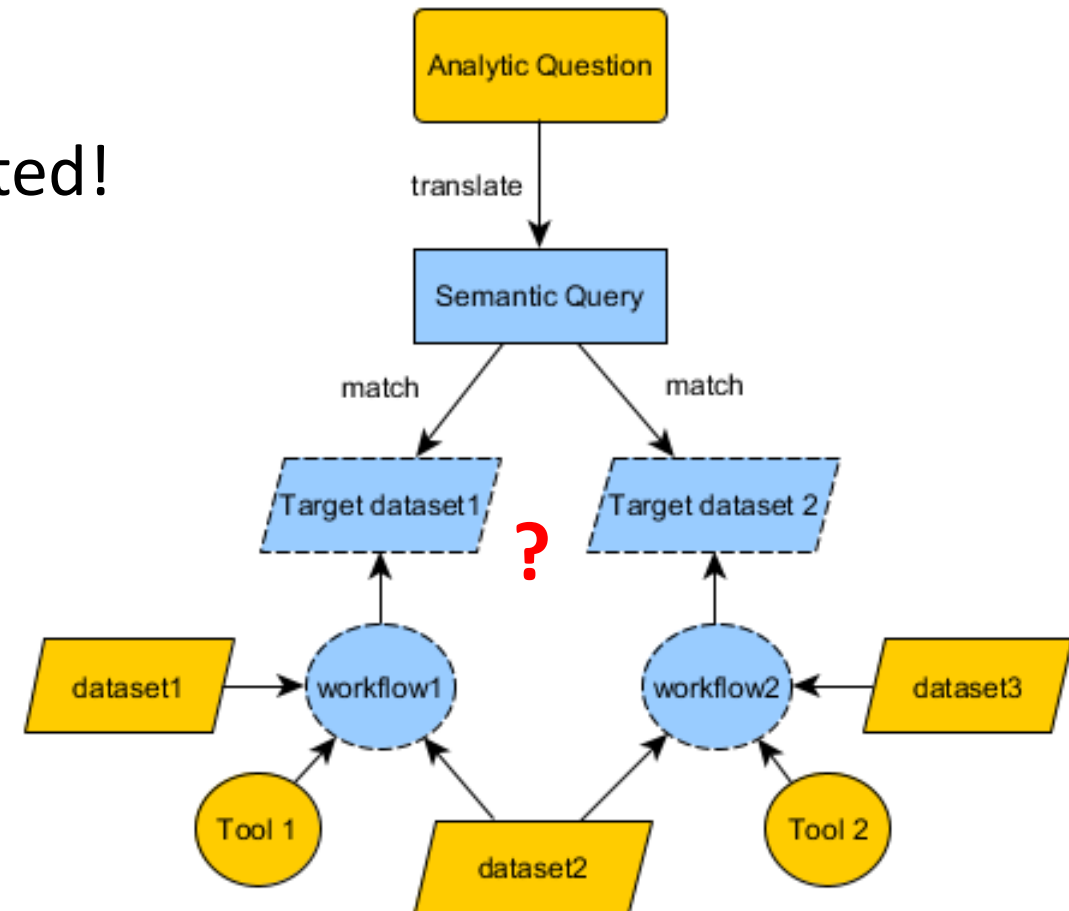 Analytic Question
ted!
translate
Semantic Query
match
match
Target dataset1
Target dataset 2
?
dataset1
workflow1
workflow2
dataset3
Tool 1
Tool 2
dataset2